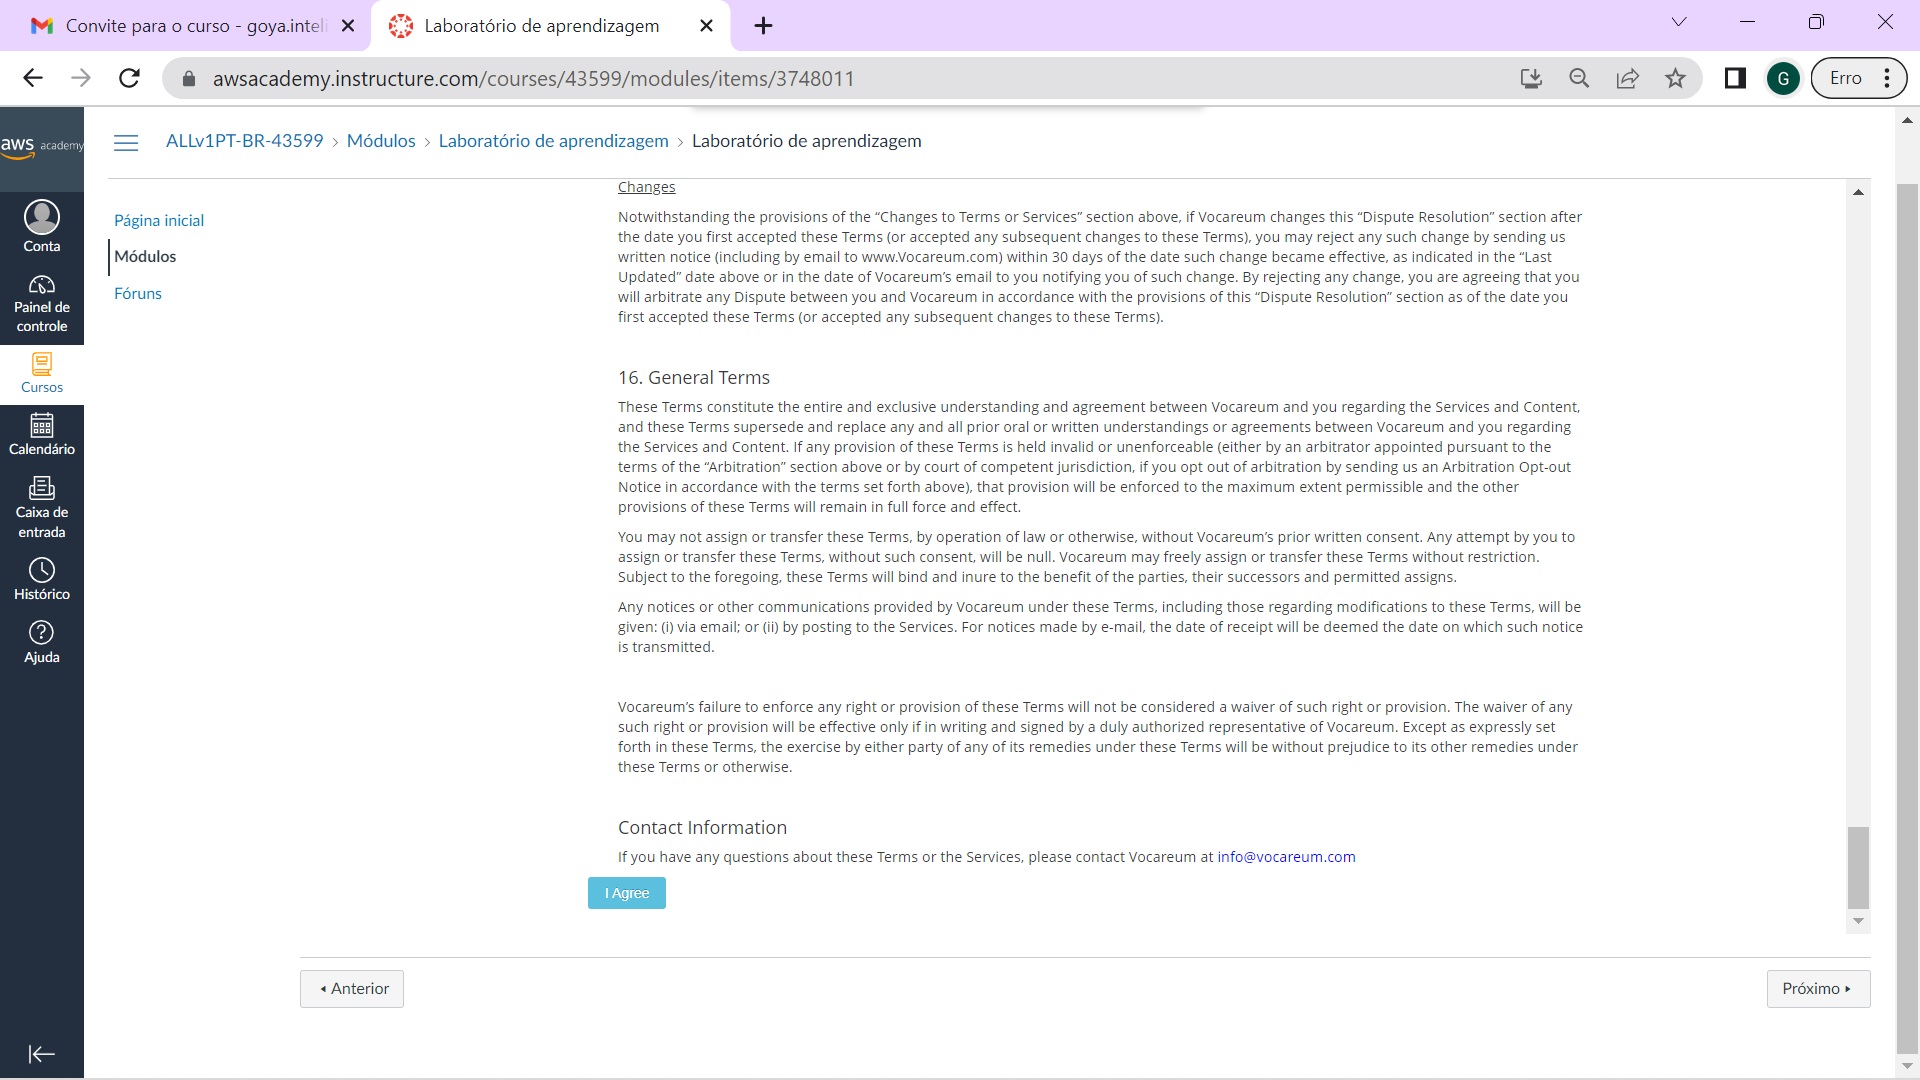 Convite para o curso - goya.inteli
Laboratório de aprendizagem
awsacademy.instructure.com/courses/43599/modules/items/3748011
G
Erro
aws academy
ALLv1PT-BR-43599 > Módulos > Laboratório de aprendizagem > Laboratório de aprendizagem
Conta
Painel de
controle
Cursos
Calendário
Caixa de
entrada
Histórico
Ajuda
Página inicial
Módulos
Fóruns
Changes
Notwithstanding the provisions of the “Changes to Terms or Services” section above, if Vocareum changes this “Dispute Resolution” section after
the date you first accepted these Terms (or accepted any subsequent changes to these Terms), you may reject any such change by sending us
written notice (including by email to www.Vocareum.com) within 30 days of the date such change became effective, as indicated in the “Last
Updated” date above or in the date of Vocareum’s email to you notifying you of such change. By rejecting any change, you are agreeing that you
will arbitrate any Dispute between you and Vocareum in accordance with the provisions of this “Dispute Resolution” section as of the date you
first accepted these Terms (or accepted any subsequent changes to these Terms).
16. General Terms
These Terms constitute the entire and exclusive understanding and agreement between Vocareum and you regarding the Services and Content,
and these Terms supersede and replace any and all prior oral or written understandings or agreements between Vocareum and you regarding
the Services and Content. If any provision of these Terms is held invalid or unenforceable (either by an arbitrator appointed pursuant to the
terms of the “Arbitration” section above or by court of competent jurisdiction, if you opt out of arbitration by sending us an Arbitration Opt-out
Notice in accordance with the terms set forth above), that provision will be enforced to the maximum extent permissible and the other
provisions of these Terms will remain in full force and effect.
You may not assign or transfer these Terms, by operation of law or otherwise, without Vocareum’s prior written consent. Any attempt by you to
assign or transfer these Terms, without such consent, will be null. Vocareum may freely assign or transfer these Terms without restriction.
Subject to the foregoing, these Terms will bind and inure to the benefit of the parties, their successors and permitted assigns.
Any notices or other communications provided by Vocareum under these Terms, including those regarding modifications to these Terms, will be
given: (i) via email; or (ii) by posting to the Services. For notices made by e-mail, the date of receipt will be deemed the date on which such notice
is transmitted.
Vocareum’s failure to enforce any right or provision of these Terms will not be considered a waiver of such right or provision. The waiver of any
such right or provision will be effective only if in writing and signed by a duly authorized representative of Vocareum. Except as expressly set
forth in these Terms, the exercise by either party of any of its remedies under these Terms will be without prejudice to its other remedies under
these Terms or otherwise.
Contact Information
If you have any questions about these Terms or the Services, please contact Vocareum at info@vocareum.com
I Agree
Anterior
Próximo